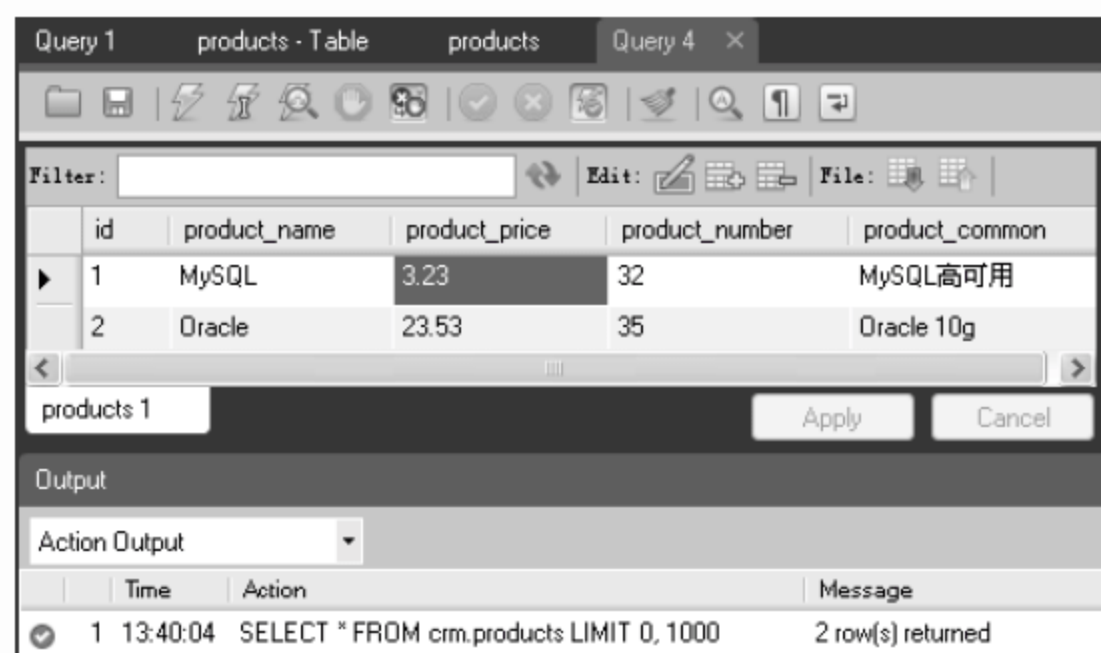 Query 1 products - Table products Query 4
Filter: Edit: File:
id product_name product_price product_number product_common
1 MySQL 3.23 32 MySQL高可用
2 Oracle 23.53 35 Oracle 10g
products 1 Apply Cancel
Output
Action Output
Time Action Message
1 13:40:04 SELECT * FROM crm.products LIMIT 0, 1000 2 row(s) returned